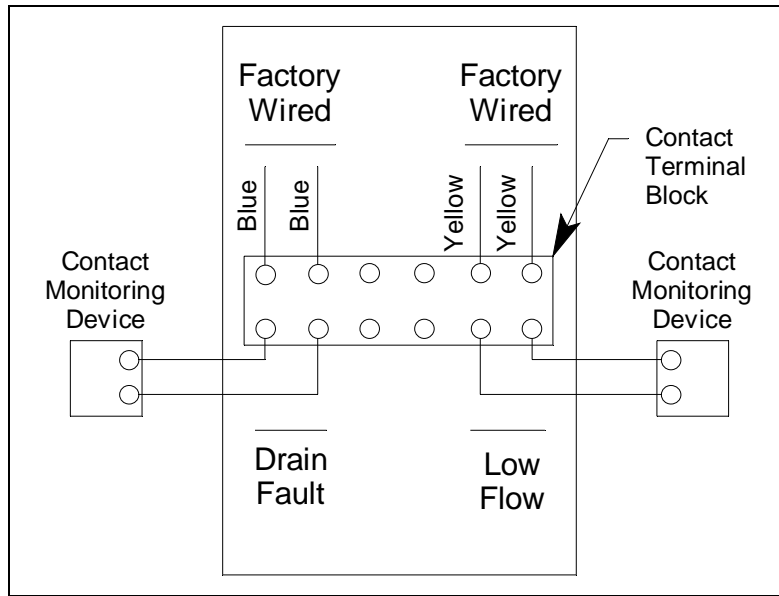 Factory
Wired
Factory
Wired
Contact
Terminal
Block
Blue
Blue
Yellow
Yellow
Contact
Monitoring
Device
Contact
Monitoring
Device
Drain
Fault
Low
Flow